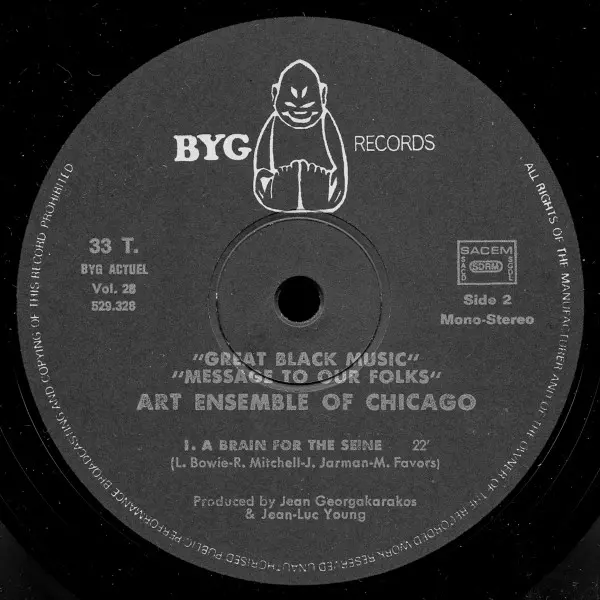 BYG RECORDS
33 T.
BYG ACTUEL
Vol. 28
529.328
SACEM
SACD SDRM SGDL
Side 2
Mono-Stereo
"GREAT BLACK MUSIC"
"MESSAGE TO OUR FOLKS"
ART ENSEMBLE OF CHICAGO
1. A BRAIN FOR THE SEINE 22'
(L. Bowie-R. Mitchell-J. Jarman-M. Favors)
Produced by Jean Georgakarakos
& Jean-Luc Young
ALL RIGHTS OF THE MANUFACTURER AND OF THE OWNER OF THE RECORDED WORK RESERVED UNAUTHORISED PUBLIC PERFORMANCE BROADCASTING AND COPYING OF THIS RECORD PROHIBITED